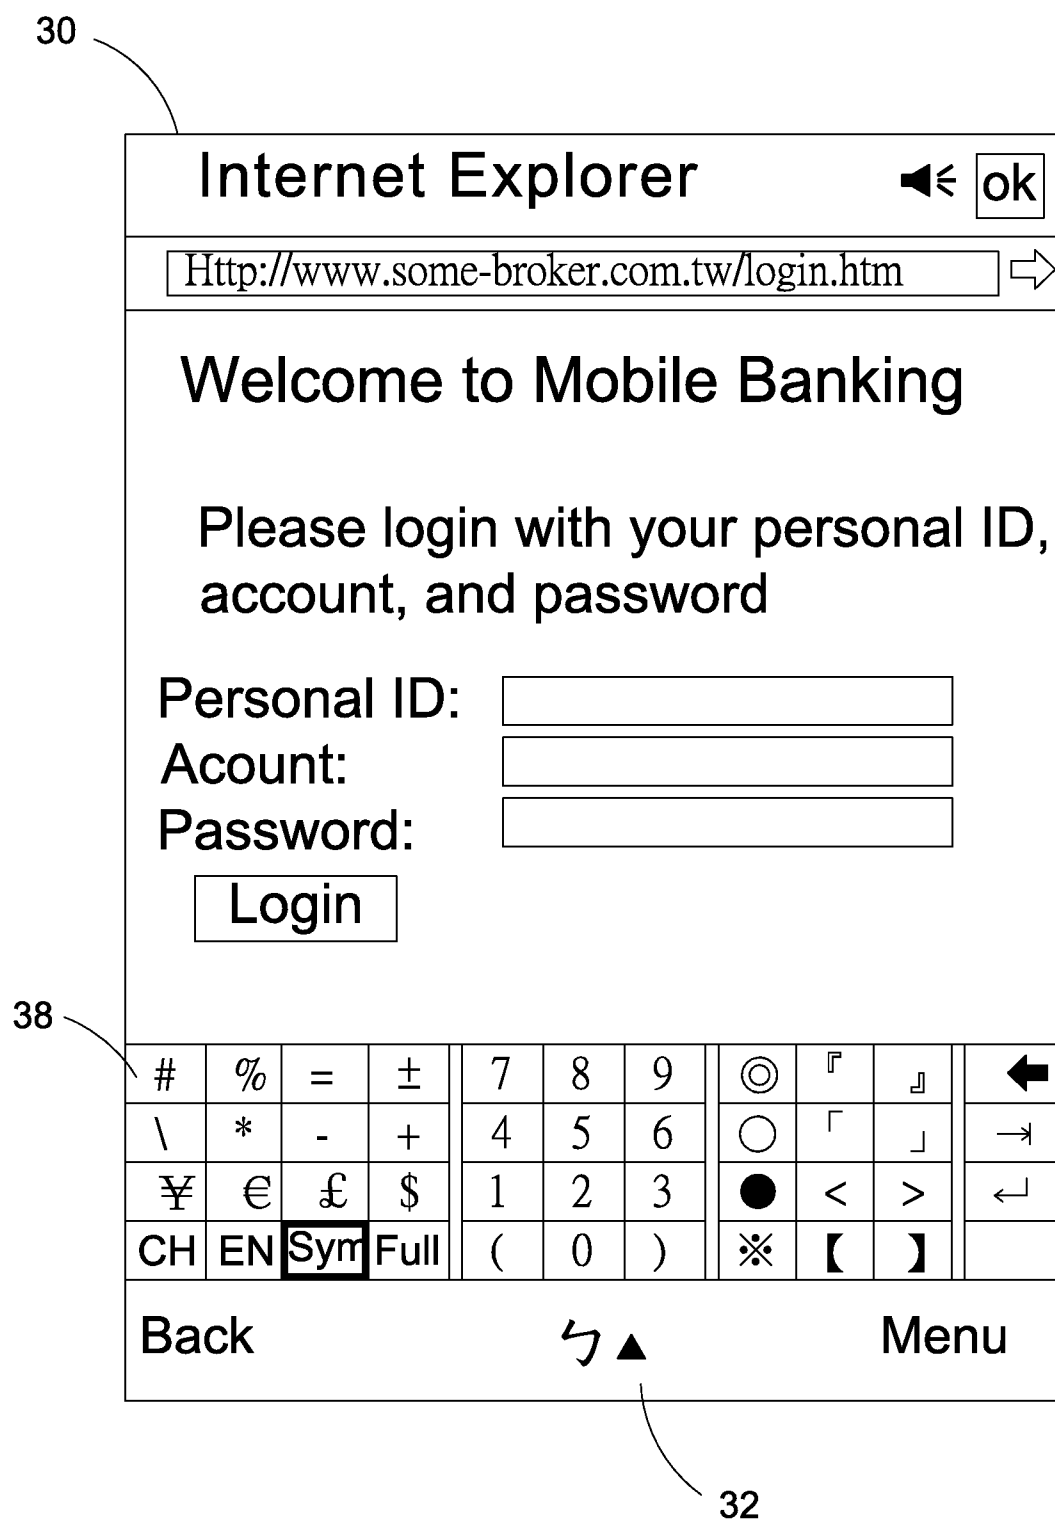 30
Internet Explorer ok
Http://www.some-broker.com.tw/login.htm
Welcome to Mobile Banking
Please login with your personal ID,
account, and password
Personal ID:
Acount:
Password:
Login
38
# % = ± 7 8 9 ◎ 『 』 ←
\ * - + 4 5 6 ○ 「 」 →|
¥ € £ $ 1 2 3 ● < > ↵
CH EN Sym Full ( 0 ) ※ 【 】
Back ㄅ▲ Menu
32